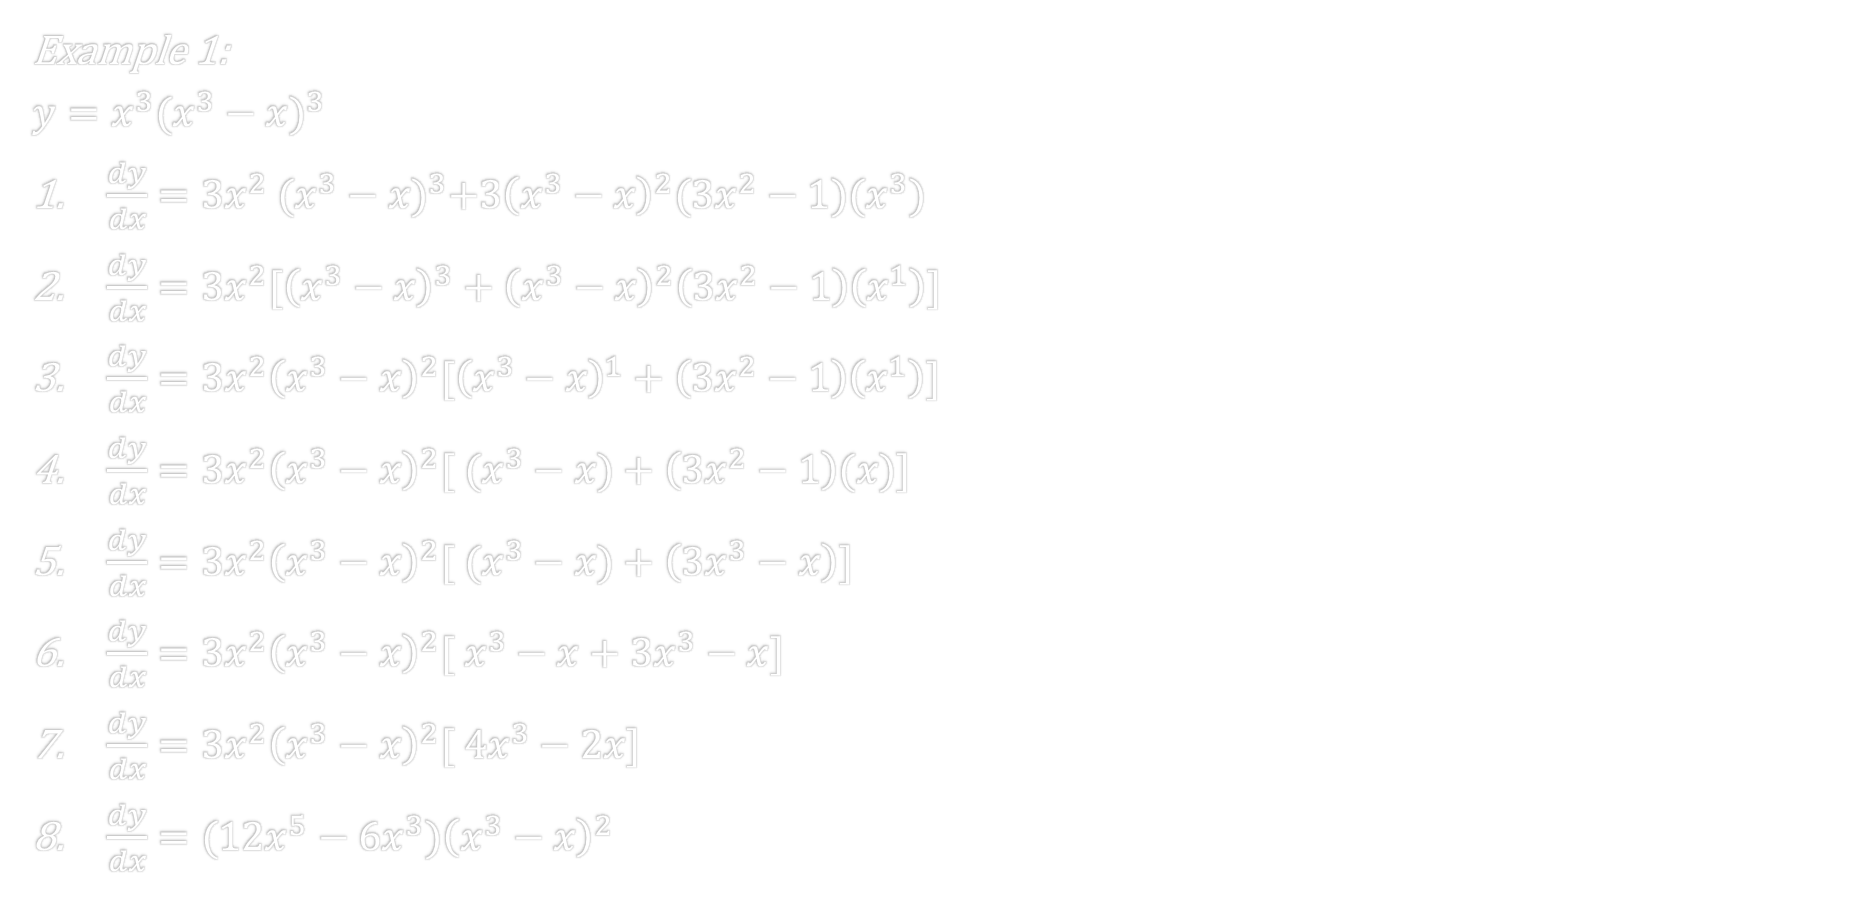 Example 1:
y = x³(x³ − x)³
1. dy/dx = 3x² (x³ − x)³+3(x³ − x)²(3x² − 1)(x³)
2. dy/dx = 3x²[(x³ − x)³ + (x³ − x)²(3x² − 1)(x¹)]
3. dy/dx = 3x²(x³ − x)²[(x³ − x)¹ + (3x² − 1)(x¹)]
4. dy/dx = 3x²(x³ − x)²[ (x³ − x) + (3x² − 1)(x)]
5. dy/dx = 3x²(x³ − x)²[ (x³ − x) + (3x³ − x)]
6. dy/dx = 3x²(x³ − x)²[ x³ − x + 3x³ − x]
7. dy/dx = 3x²(x³ − x)²[ 4x³ − 2x]
8. dy/dx = (12x⁵ − 6x³)(x³ − x)²